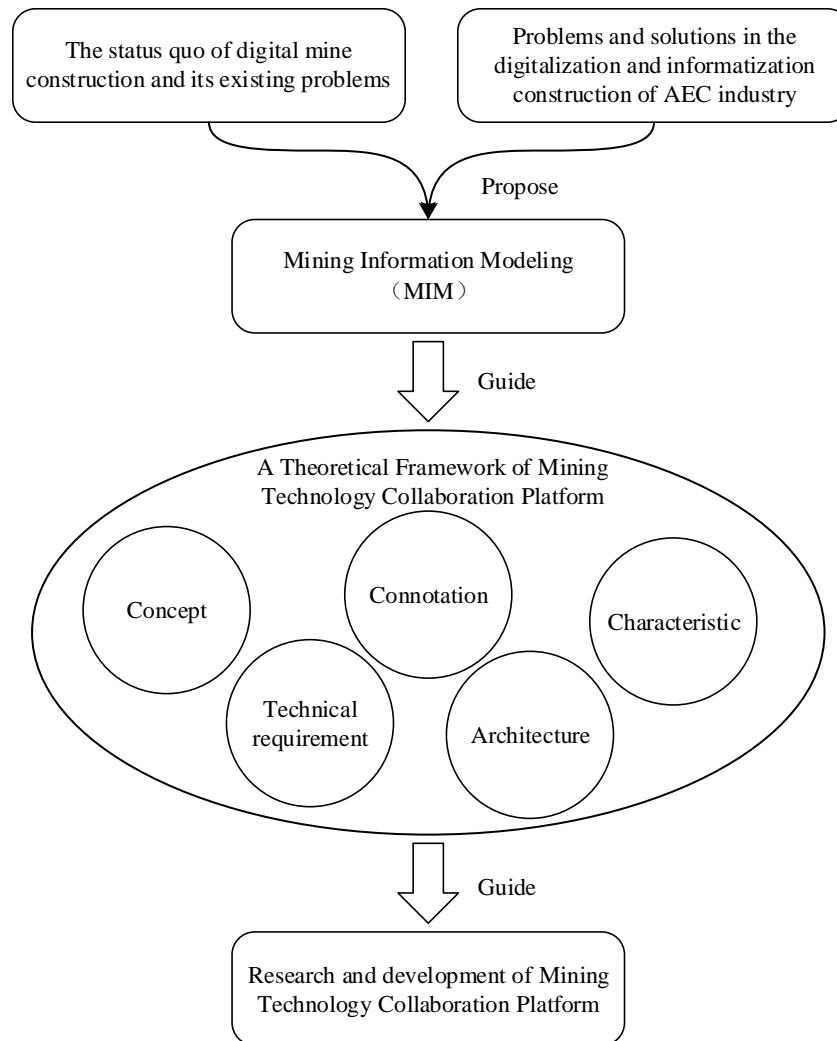 The status quo of digital mine
construction and its existing problems
Problems and solutions in the
digitalization and informatization
construction of AEC industry
Propose
Mining Information Modeling
（MIM）
Guide
A Theoretical Framework of Mining
Technology Collaboration Platform
Concept
Connotation
Characteristic
Technical
requirement
Architecture
Guide
Research and development of Mining
Technology Collaboration Platform